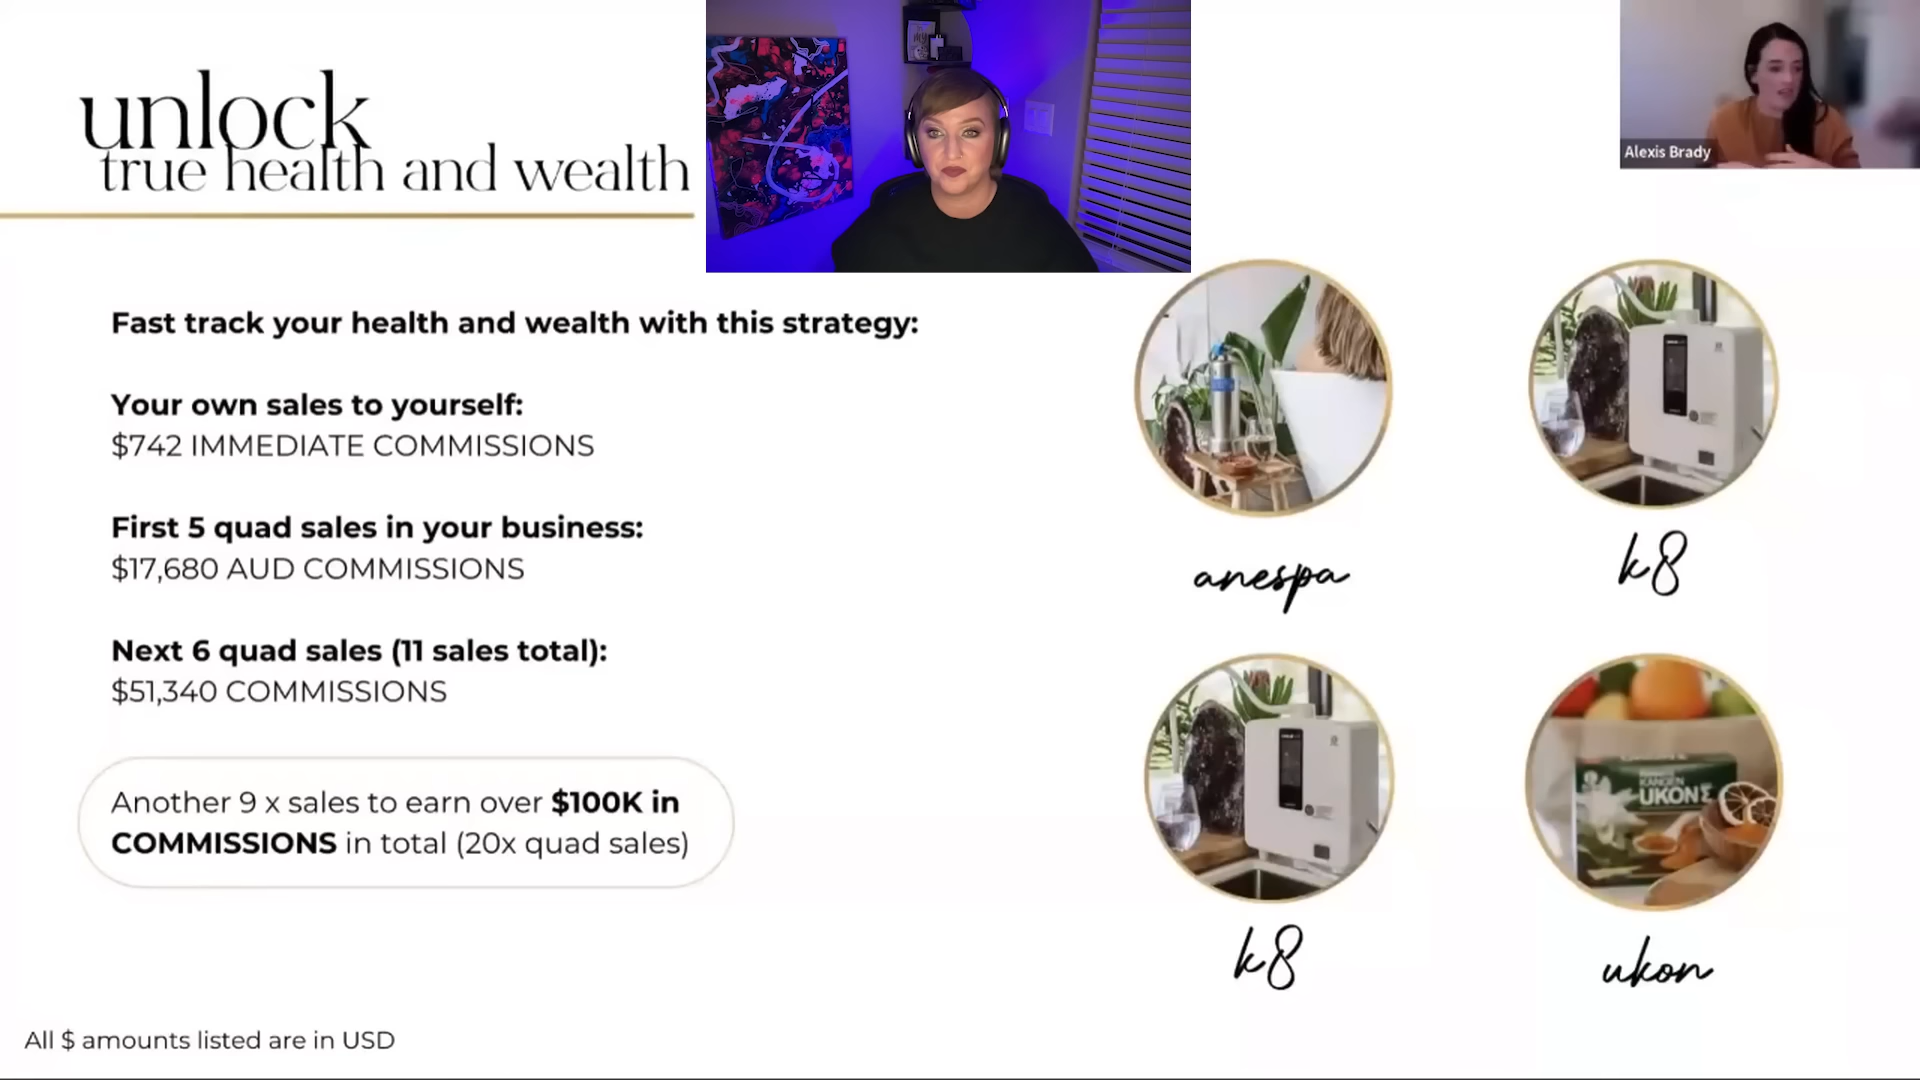 unlock
true health and wealth
Alexis Brady
Fast track your health and wealth with this strategy:
Your own sales to yourself:
$742 IMMEDIATE COMMISSIONS
First 5 quad sales in your business:
$17,680 AUD COMMISSIONS
Next 6 quad sales (11 sales total):
$51,340 COMMISSIONS
Another 9 x sales to earn over $100K in
COMMISSIONS in total (20x quad sales)
anespa
k8
k8
KANGEN
UKON Σ
ukon
All $ amounts listed are in USD